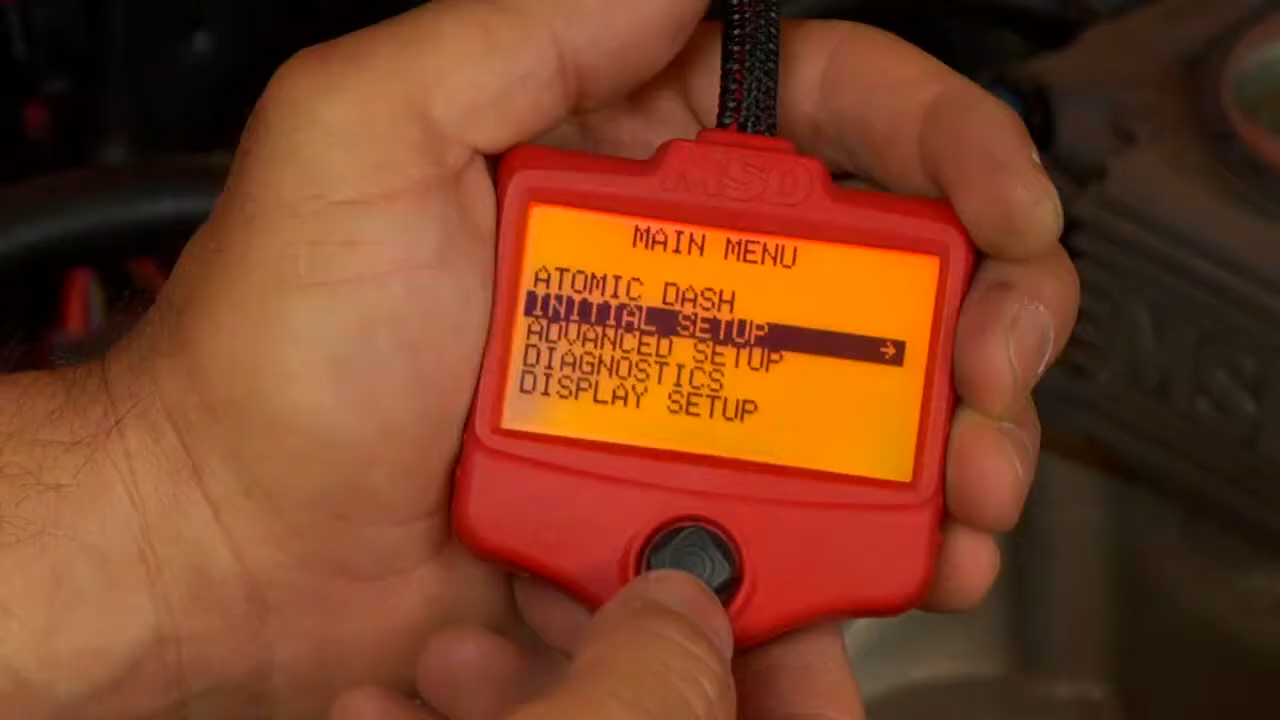 MSD
MAIN MENU
ATOMIC DASH
INITIAL SETUP →
ADVANCED SETUP
DIAGNOSTICS
DISPLAY SETUP